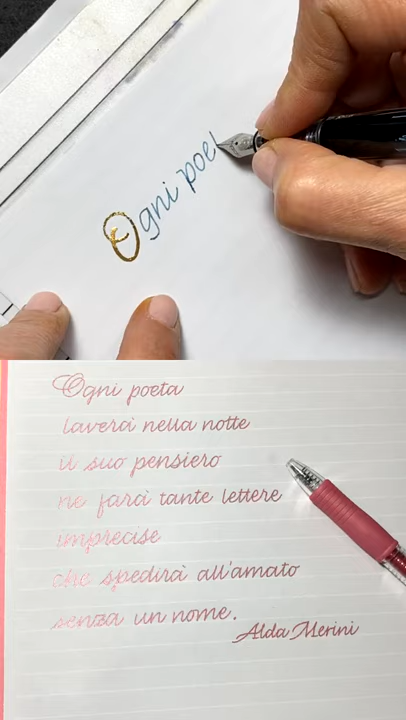 Ogni poe
Ogni poeta
laverà nella notte
il suo pensiero
ne farà tante lettere
imprecise
che spedirà all'amato
senza un nome.
Alda Merini